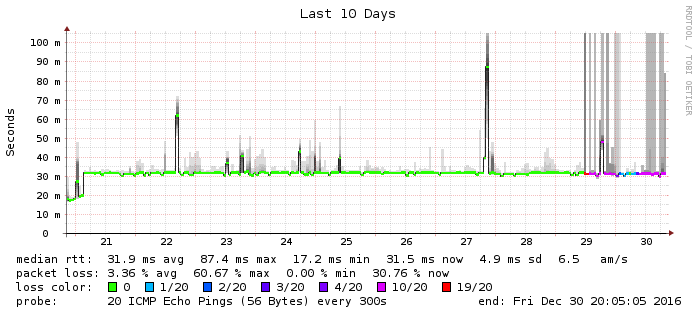 Last 10 Days
RRDTOOL / TOBI OETIKER
Seconds
100 m
90 m
80 m
70 m
60 m
50 m
40 m
30 m
20 m
10 m
0
21 22 23 24 25 26 27 28 29 30
median rtt: 31.9 ms avg 87.4 ms max 17.2 ms min 31.5 ms now 4.9 ms sd 6.5 am/s
packet loss: 3.36 % avg 60.67 % max 0.00 % min 30.76 % now
loss color: 0 1/20 2/20 3/20 4/20 10/20 19/20
probe: 20 ICMP Echo Pings (56 Bytes) every 300s end: Fri Dec 30 20:05:05 2016